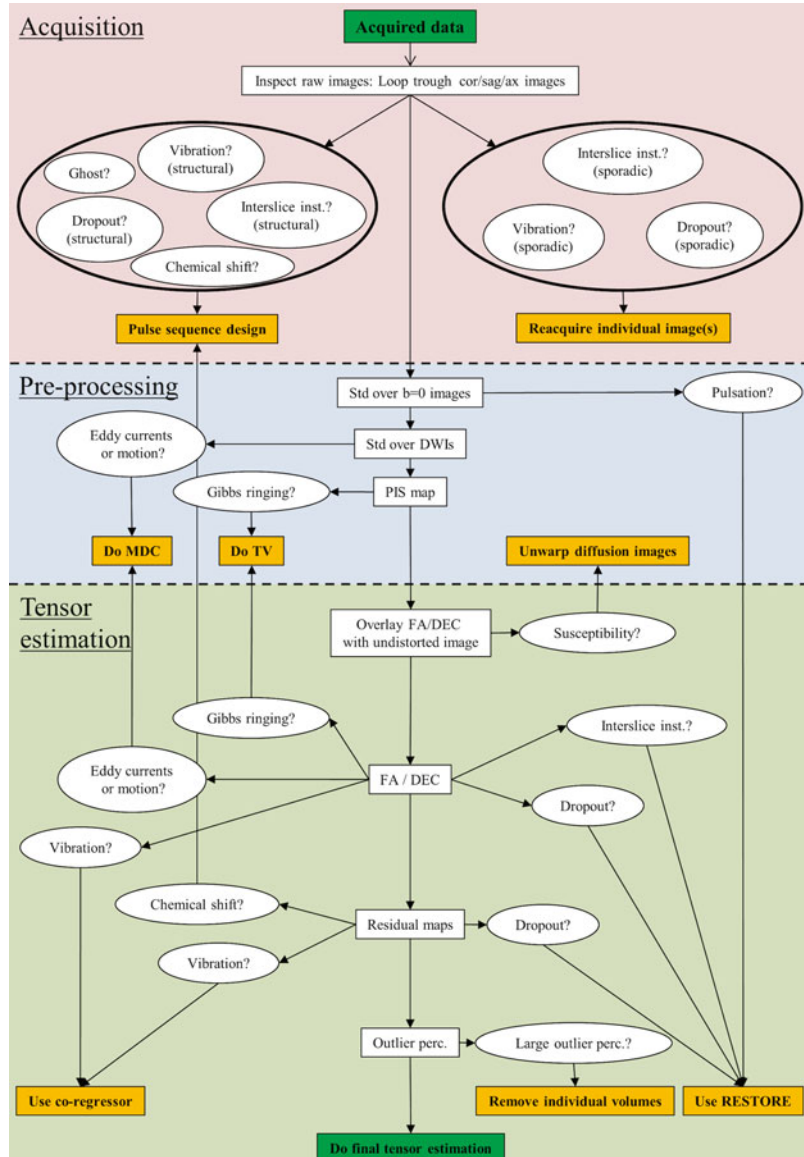 Acquisition
Acquired data
Inspect raw images: Loop trough cor/sag/ax images
Vibration?
(structural)
Ghost?
Interslice inst.?
(structural)
Dropout?
(structural)
Chemical shift?
Interslice inst.?
(sporadic)
Vibration?
(sporadic)
Dropout?
(sporadic)
Pulse sequence design
Reacquire individual image(s)
Pre-processing
Std over b=0 images
Pulsation?
Eddy currents
or motion?
Std over DWIs
Gibbs ringing?
PIS map
Do MDC
Do TV
Unwarp diffusion images
Tensor
estimation
Overlay FA/DEC
with undistorted image
Susceptibility?
Gibbs ringing?
Interslice inst.?
Eddy currents
or motion?
FA / DEC
Dropout?
Vibration?
Chemical shift?
Residual maps
Dropout?
Vibration?
Outlier perc.
Large outlier perc.?
Use co-regressor
Remove individual volumes
Use RESTORE
Do final tensor estimation